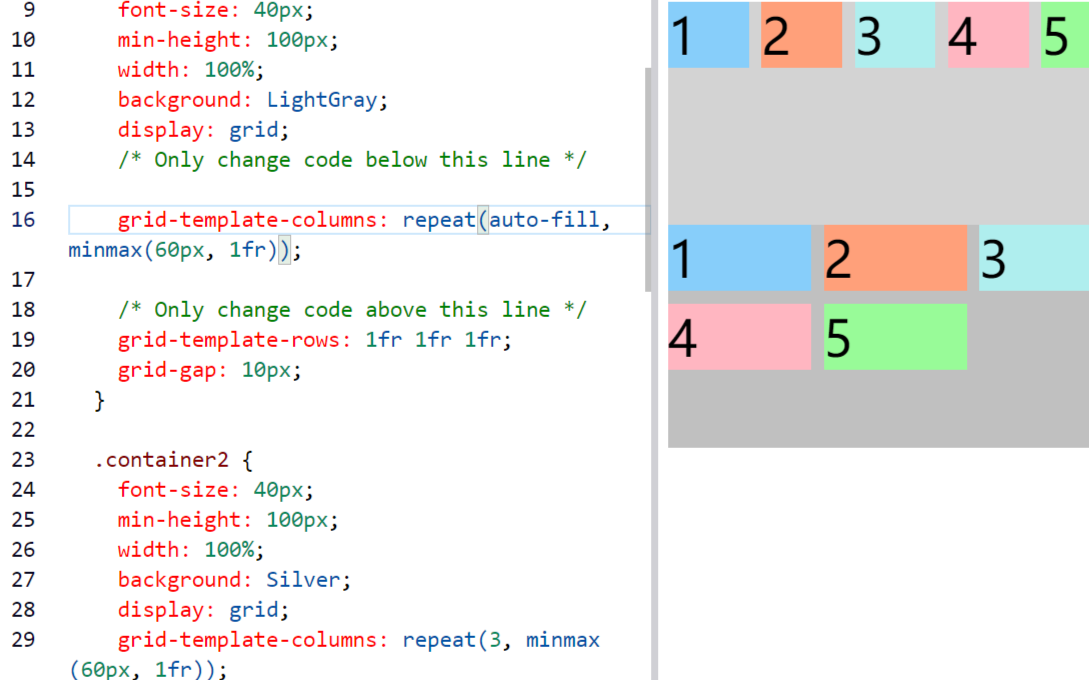 9 font-size: 40px;
10 min-height: 100px;
11 width: 100%;
12 background: LightGray;
13 display: grid;
14 /* Only change code below this line */
15
16 grid-template-columns: repeat(auto-fill,
minmax(60px, 1fr));
17
18 /* Only change code above this line */
19 grid-template-rows: 1fr 1fr 1fr;
20 grid-gap: 10px;
21 }
22
23 .container2 {
24 font-size: 40px;
25 min-height: 100px;
26 width: 100%;
27 background: Silver;
28 display: grid;
29 grid-template-columns: repeat(3, minmax
(60px, 1fr));
1 2 3 4 5
1 2 3
4 5